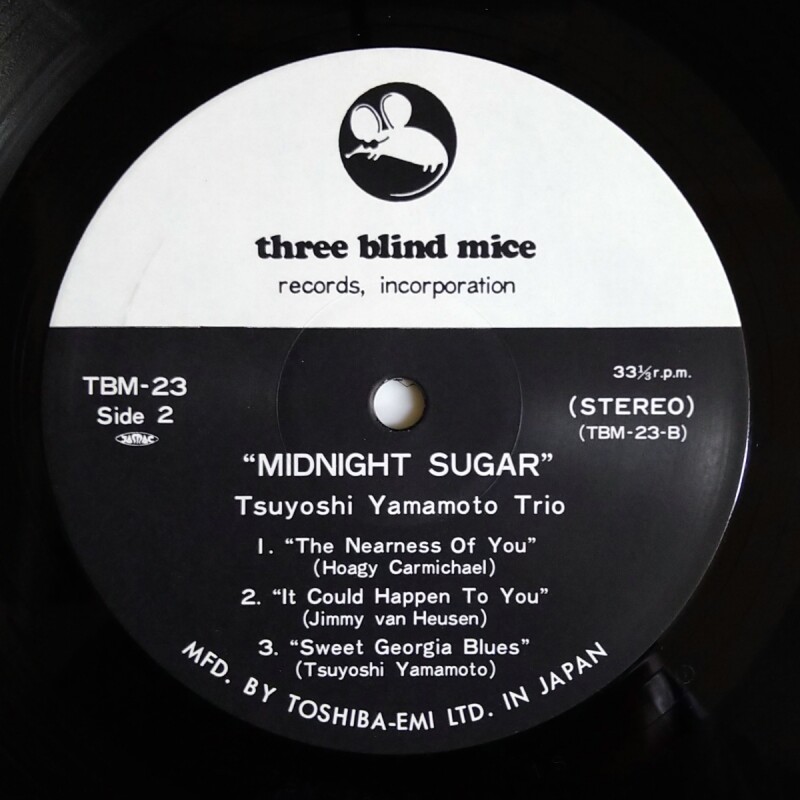 three blind mice
records, incorporation
TBM-23
Side 2
JASRAC
33⅓ r.p.m.
(STEREO)
(TBM-23-B)
“MIDNIGHT SUGAR”
Tsuyoshi Yamamoto Trio
1. “The Nearness Of You”
(Hoagy Carmichael)
2. “It Could Happen To You”
(Jimmy van Heusen)
3. “Sweet Georgia Blues”
(Tsuyoshi Yamamoto)
MFD. BY TOSHIBA-EMI LTD. IN JAPAN